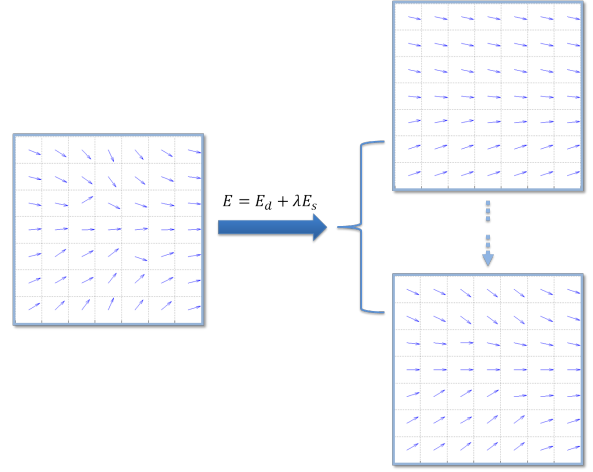 E = E_d + λE_s